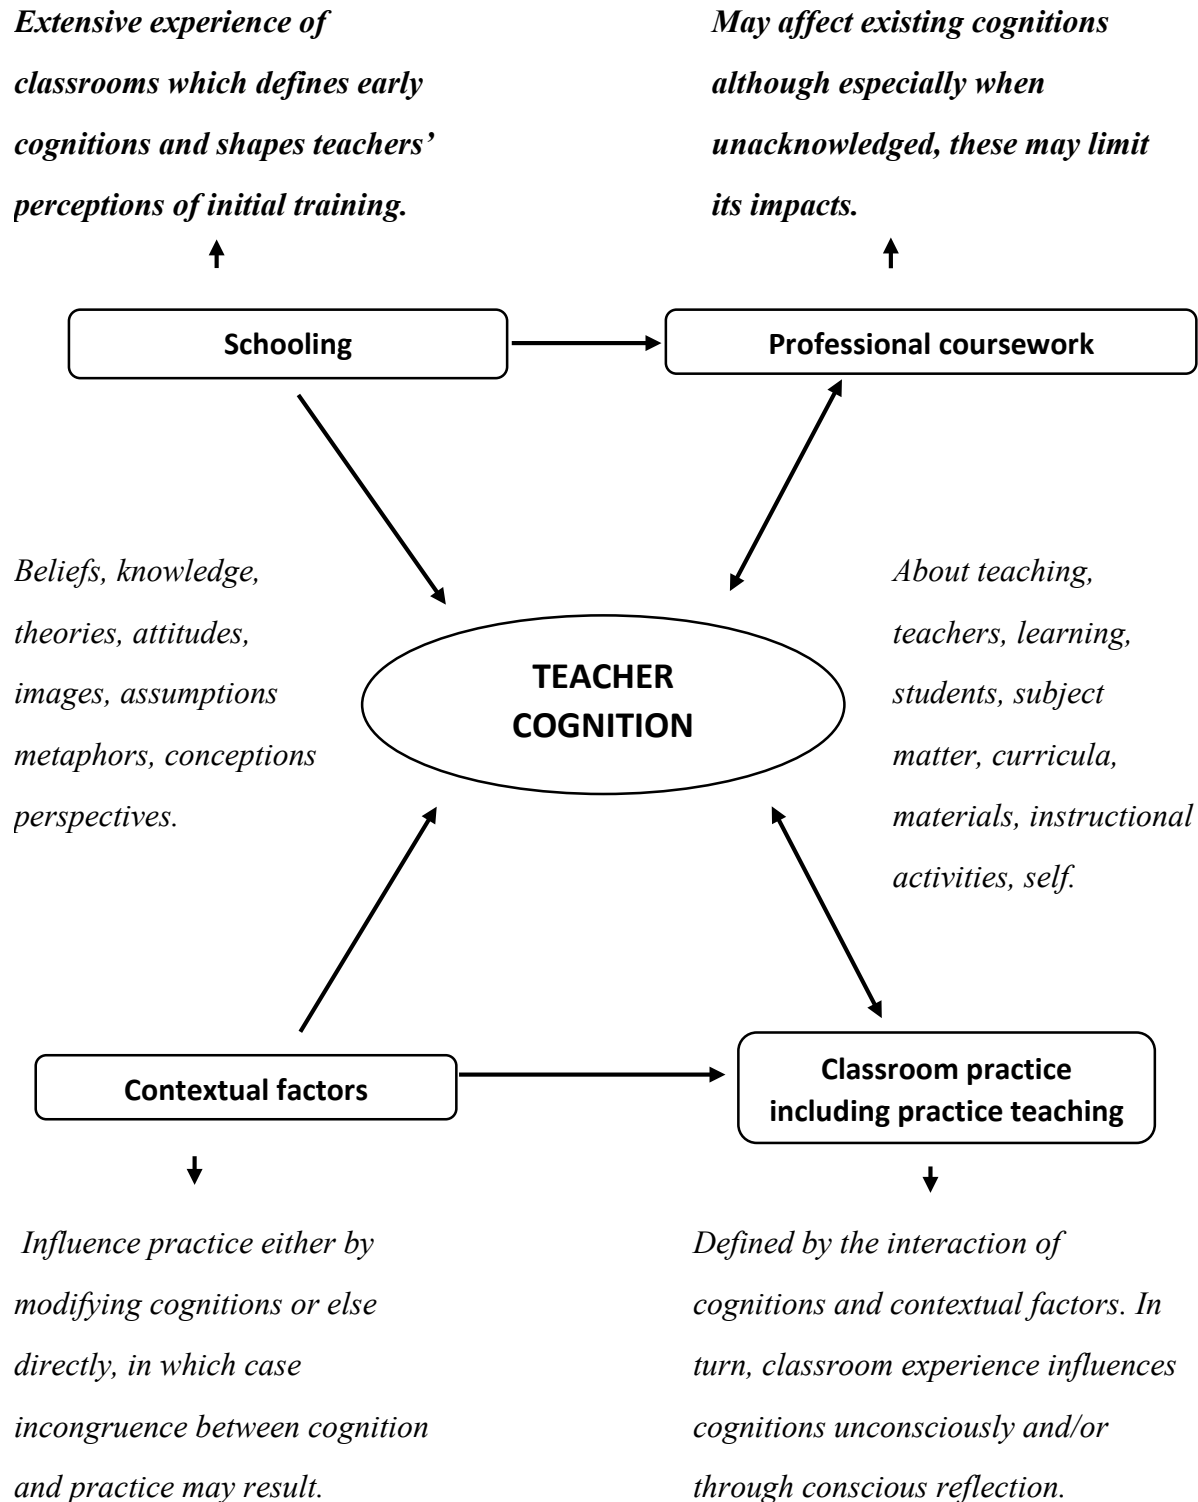 Extensive experience of
classrooms which defines early
cognitions and shapes teachers’
perceptions of initial training.
May affect existing cognitions
although especially when
unacknowledged, these may limit
its impacts.
Schooling
Professional coursework
Beliefs, knowledge,
theories, attitudes,
images, assumptions
metaphors, conceptions
perspectives.
TEACHER
COGNITION
About teaching,
teachers, learning,
students, subject
matter, curricula,
materials, instructional
activities, self.
Contextual factors
Classroom practice
including practice teaching
Influence practice either by
modifying cognitions or else
directly, in which case
incongruence between cognition
and practice may result.
Defined by the interaction of
cognitions and contextual factors. In
turn, classroom experience influences
cognitions unconsciously and/or
through conscious reflection.